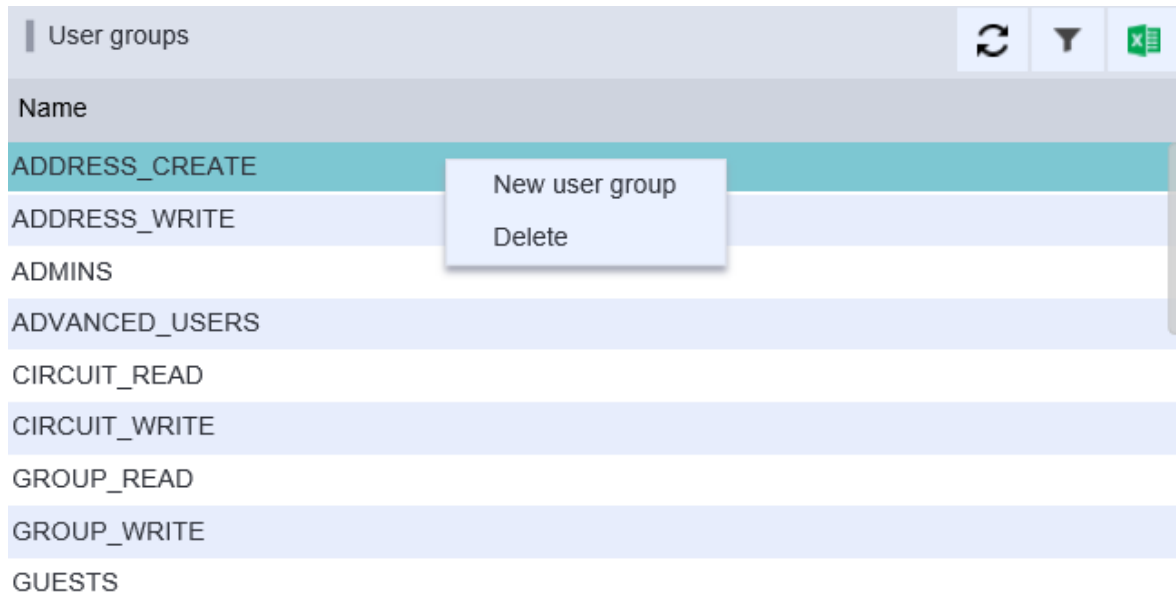 User groups
Name
ADDRESS_CREATE
New user group
ADDRESS_WRITE
Delete
ADMINS
ADVANCED_USERS
CIRCUIT_READ
CIRCUIT_WRITE
GROUP_READ
GROUP_WRITE
GUESTS